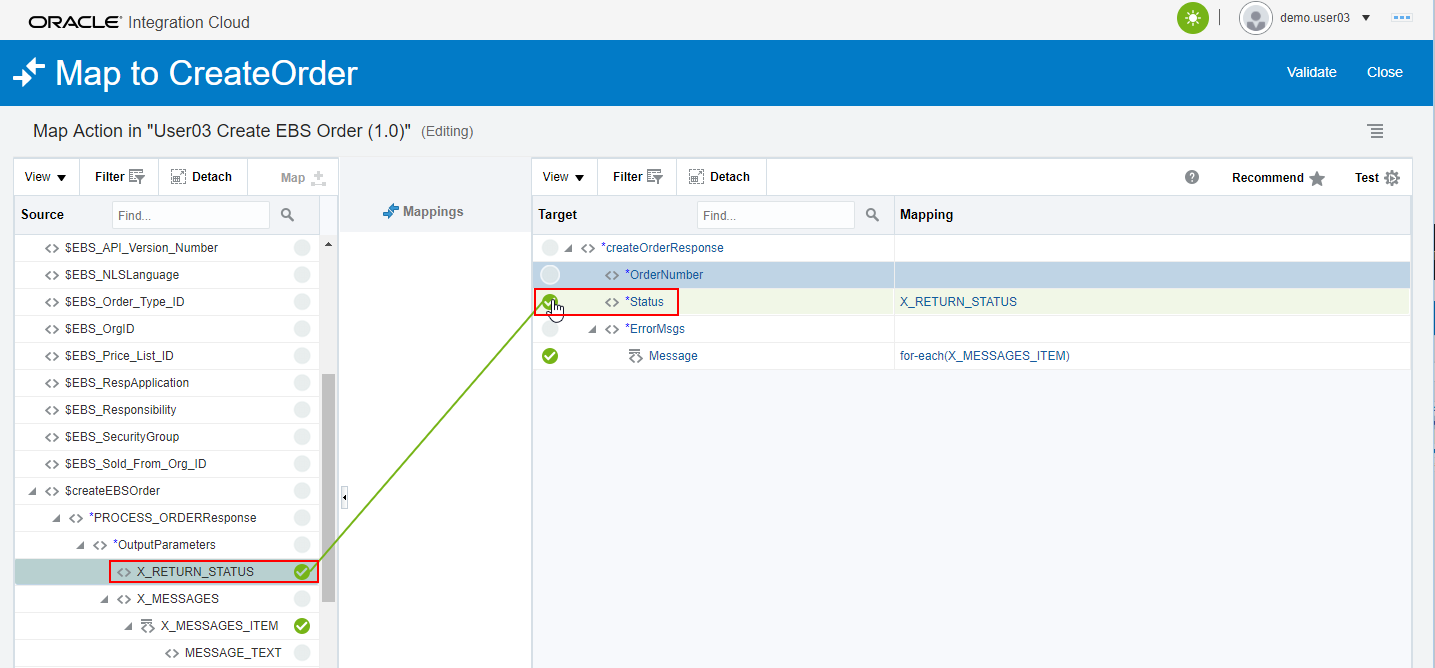 ORACLE® Integration Cloud
demo.user03
Map to CreateOrder
Validate
Close
Map Action in "User03 Create EBS Order (1.0)" (Editing)
View
Filter
Detach
Map
Mappings
View
Filter
Detach
?
Recommend
Test
Source
Find...
Target
Find...
Mapping
$EBS_API_Version_Number
$EBS_NLSLanguage
$EBS_Order_Type_ID
$EBS_OrgID
$EBS_Price_List_ID
$EBS_RespApplication
$EBS_Responsibility
$EBS_SecurityGroup
$EBS_Sold_From_Org_ID
$createEBSOrder
*PROCESS_ORDERResponse
*OutputParameters
X_RETURN_STATUS
X_MESSAGES
X_MESSAGES_ITEM
MESSAGE_TEXT
*createOrderResponse
*OrderNumber
*Status
X_RETURN_STATUS
*ErrorMsgs
Message
for-each(X_MESSAGES_ITEM)